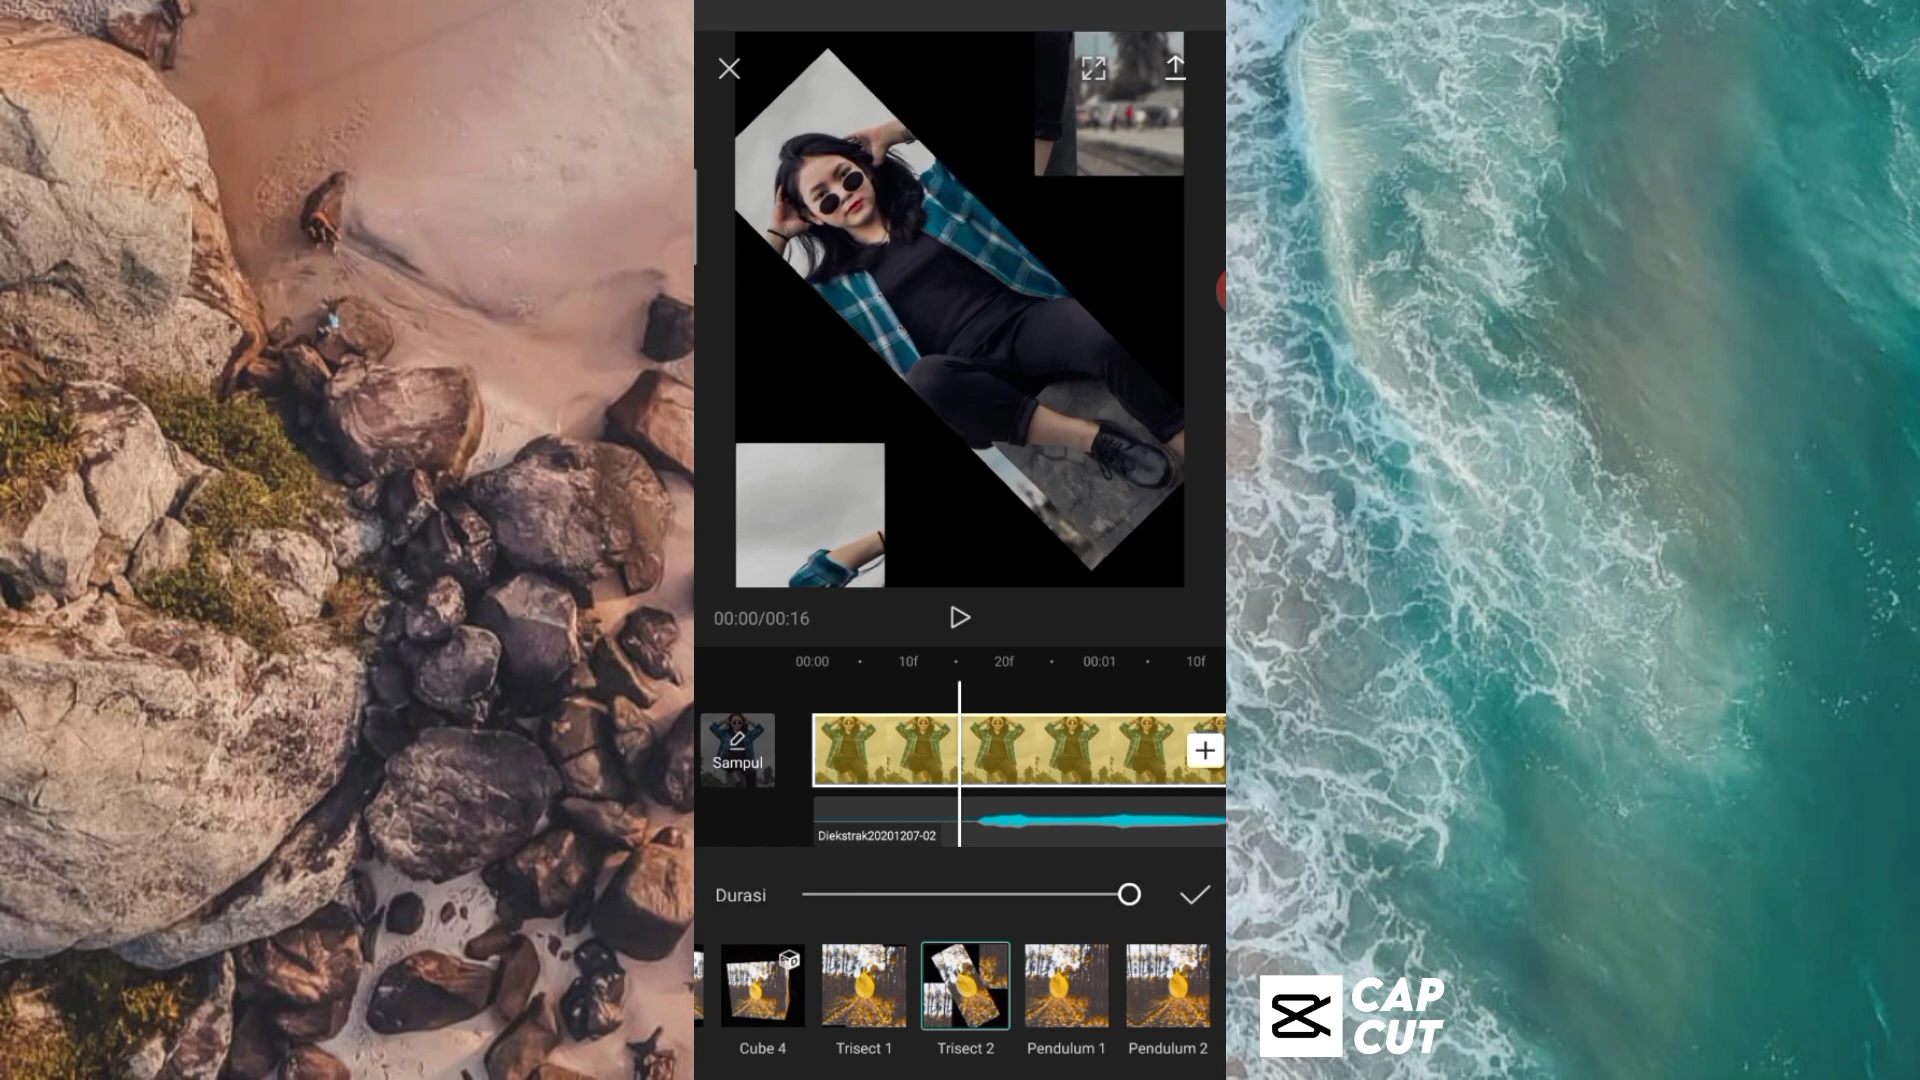 00:00/00:16
00:00 10f 20f 00:01 10f
Sampul
Diekstrak20201207-02
Durasi
Cube 4 Trisect 1 Trisect 2 Pendulum 1 Pendulum 2
CAP
CUT